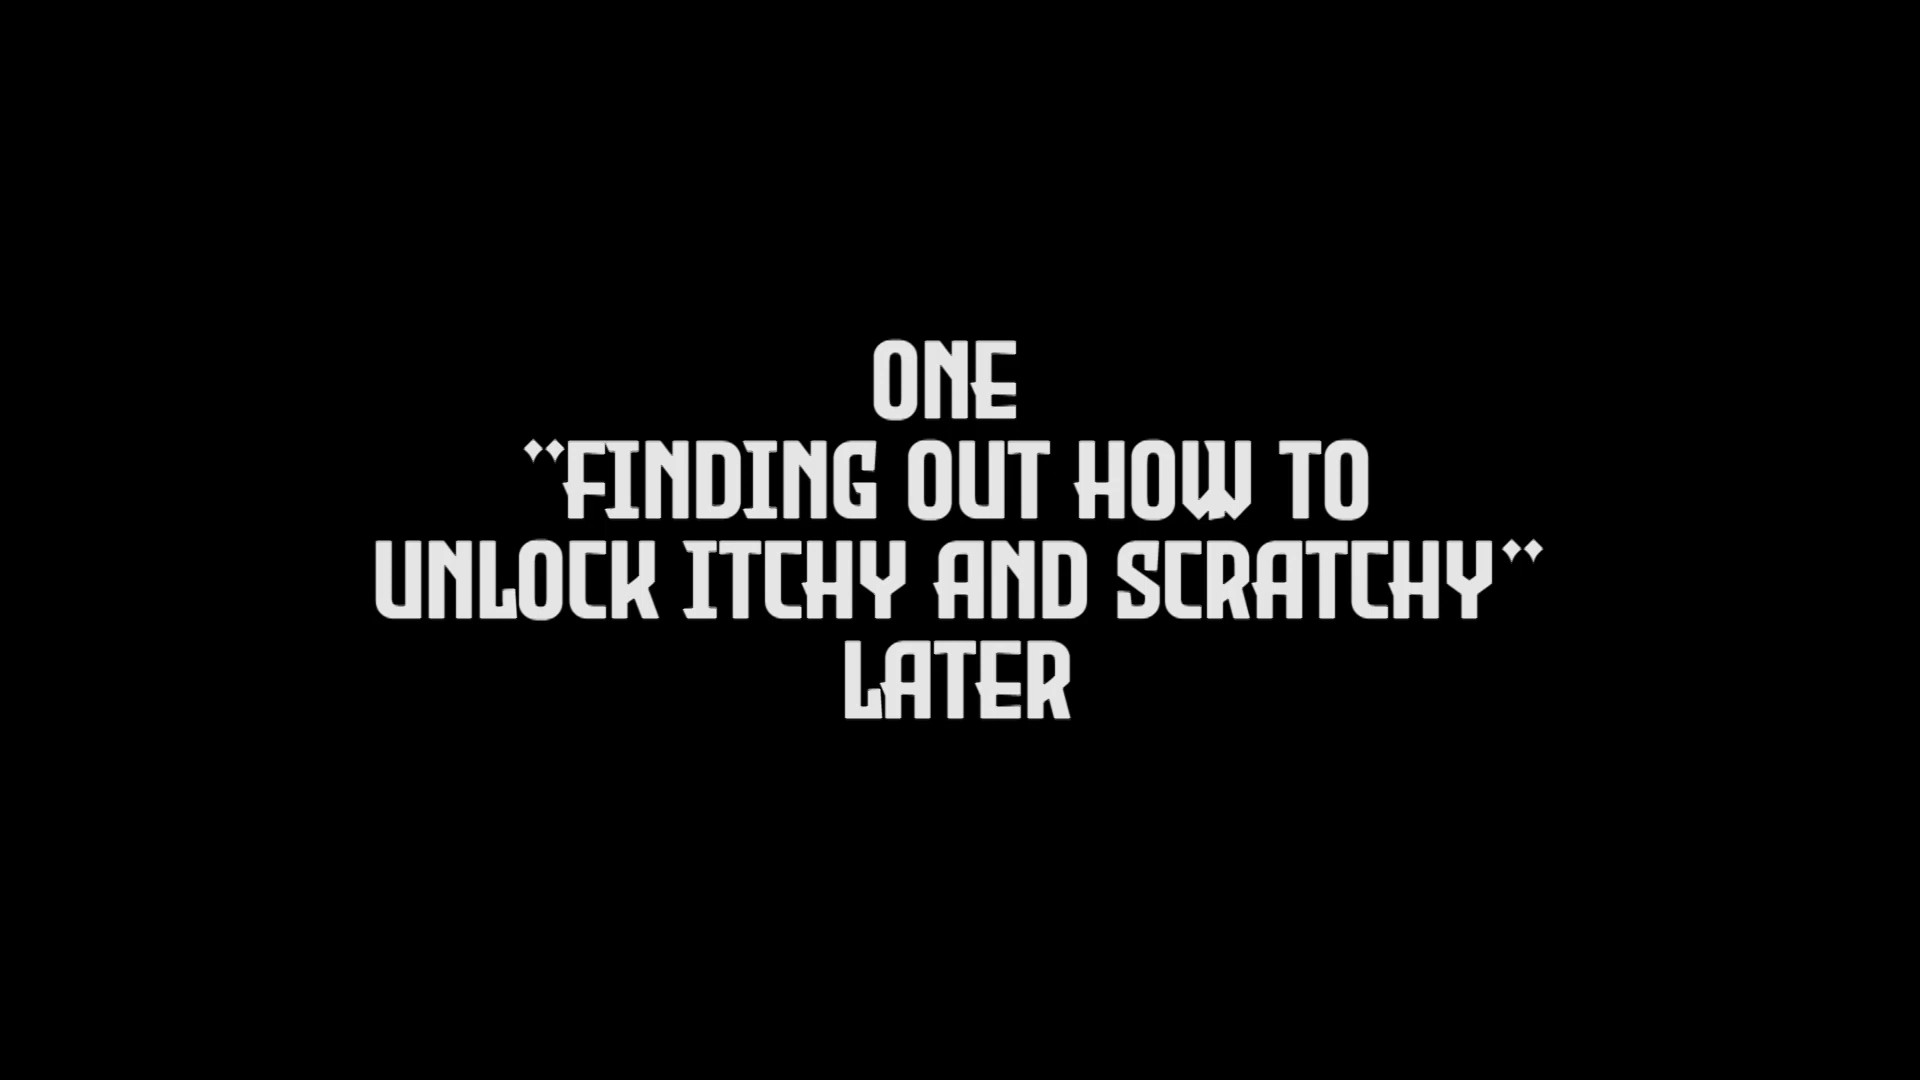 ONE
"FINDING OUT HOW TO
UNLOCK ITCHY AND SCRATCHY"
LATER